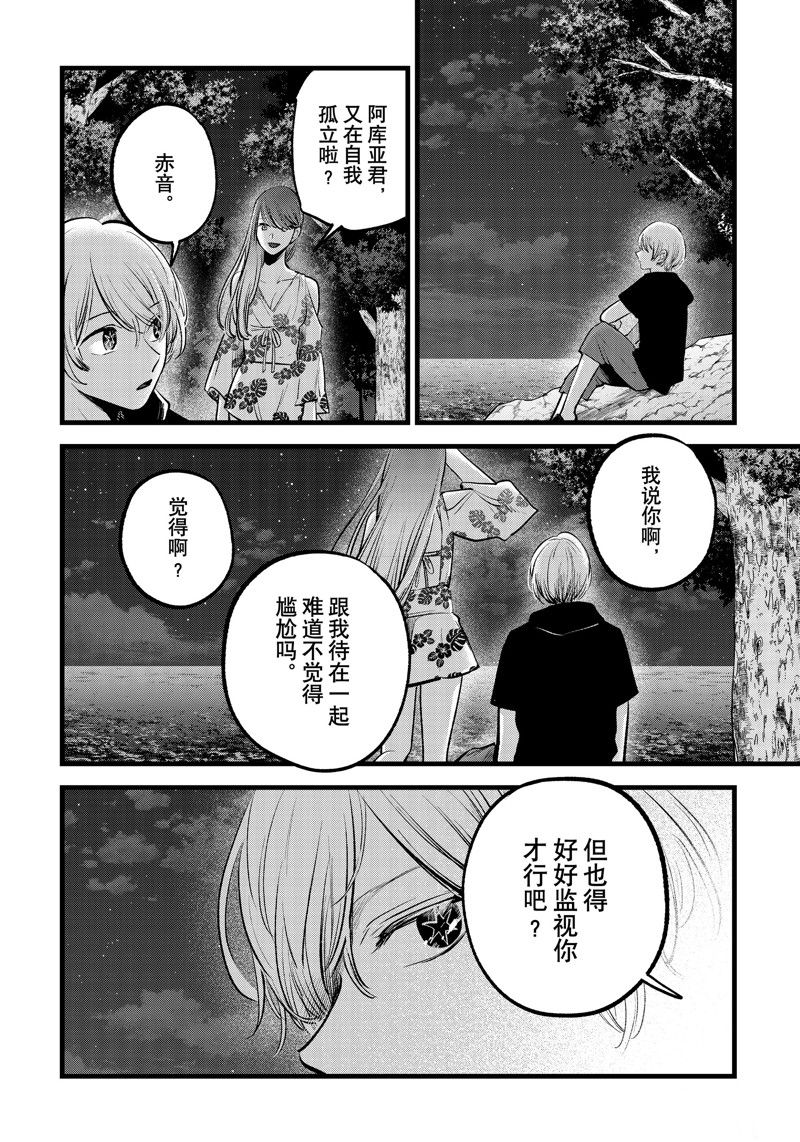 阿库亚君，
又在自我
孤立啦？
赤
音。
我说你啊，
跟我待在一起
难道不觉得
尴尬吗。
觉得啊？
但也得
好好监视你
才行吧？